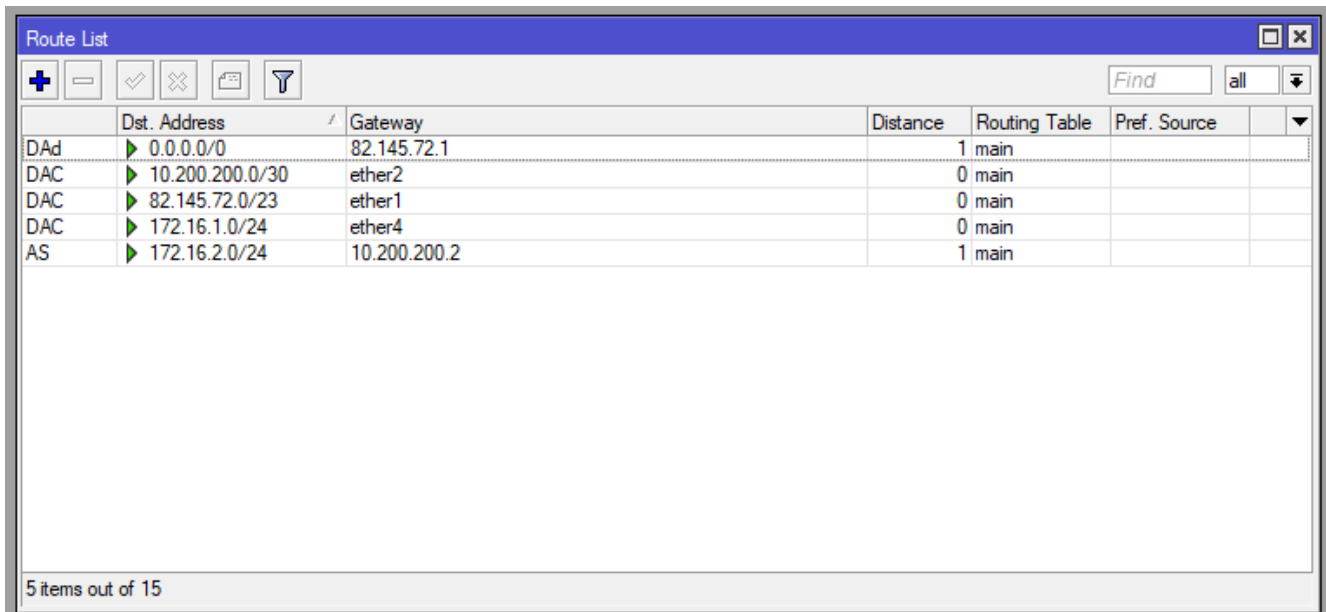 Route List
Find all
Dst. Address Gateway Distance Routing Table Pref. Source
DAd 0.0.0.0/0 82.145.72.1 1 main
DAC 10.200.200.0/30 ether2 0 main
DAC 82.145.72.0/23 ether1 0 main
DAC 172.16.1.0/24 ether4 0 main
AS 172.16.2.0/24 10.200.200.2 1 main
5 items out of 15